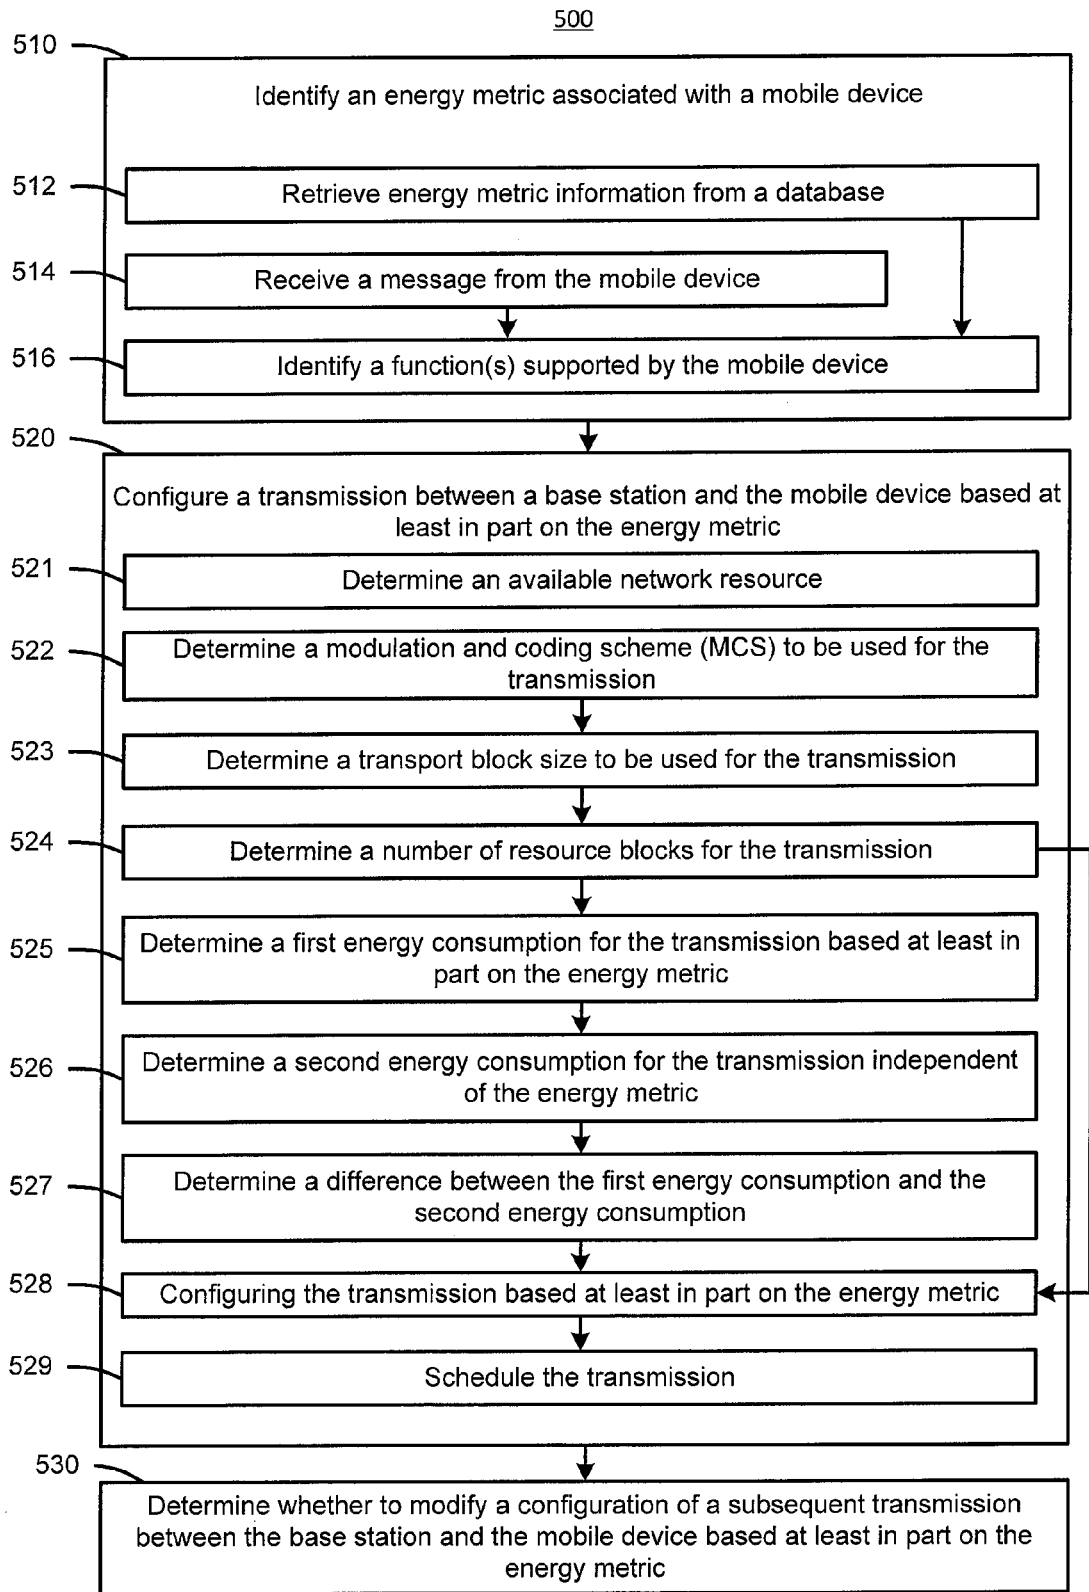 500
510
Identify an energy metric associated with a mobile device
512
Retrieve energy metric information from a database
514
Receive a message from the mobile device
516
Identify a function(s) supported by the mobile device
520
Configure a transmission between a base station and the mobile device based at
least in part on the energy metric
521
Determine an available network resource
522
Determine a modulation and coding scheme (MCS) to be used for the
transmission
523
Determine a transport block size to be used for the transmission
524
Determine a number of resource blocks for the transmission
525
Determine a first energy consumption for the transmission based at least in
part on the energy metric
526
Determine a second energy consumption for the transmission independent
of the energy metric
527
Determine a difference between the first energy consumption and the
second energy consumption
528
Configuring the transmission based at least in part on the energy metric
529
Schedule the transmission
530
Determine whether to modify a configuration of a subsequent transmission
between the base station and the mobile device based at least in part on the
energy metric